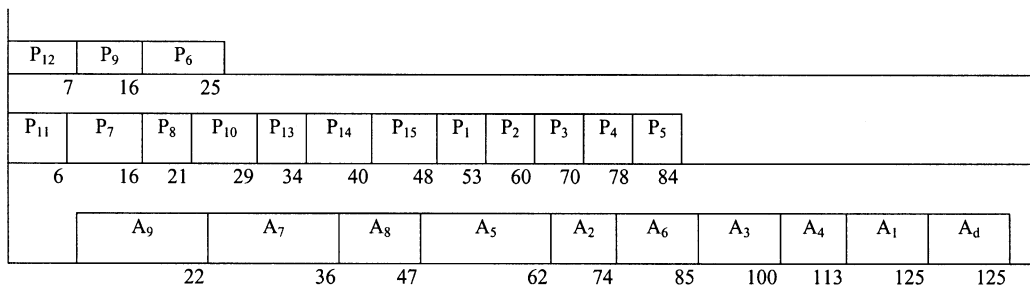 P₁₂ P₉ P₆
7 16 25
P₁₁ P₇ P₈ P₁₀ P₁₃ P₁₄ P₁₅ P₁ P₂ P₃ P₄ P₅
6 16 21 29 34 40 48 53 60 70 78 84
A₉ A₇ A₈ A₅ A₂ A₆ A₃ A₄ A₁ A_d
22 36 47 62 74 85 100 113 125 125